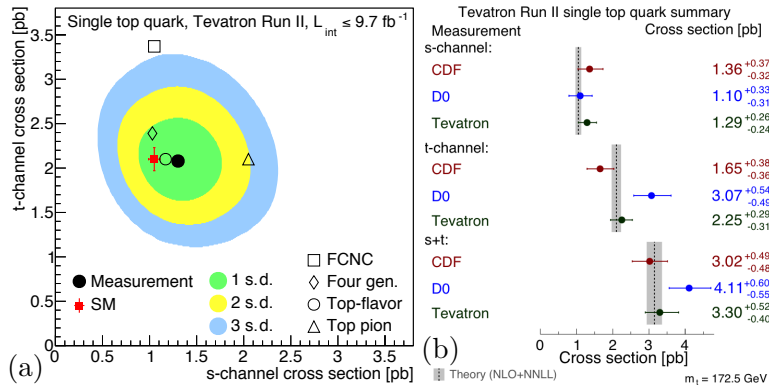 Single top quark, Tevatron Run II, L_int ≤ 9.7 fb⁻¹
t-channel cross section [pb]
3.5
3
2.5
2
1.5
1
0.5
0
Measurement
SM
1 s.d.
2 s.d.
3 s.d.
FCNC
Four gen.
Top-flavor
Top pion
0 0.5 1 1.5 2 2.5 3 3.5
s-channel cross section [pb]
(a)
Tevatron Run II single top quark summary
Measurement Cross section [pb]
s-channel:
CDF 1.36 +0.37 -0.32
D0 1.10 +0.33 -0.31
Tevatron 1.29 +0.26 -0.24
t-channel:
CDF 1.65 +0.38 -0.36
D0 3.07 +0.54 -0.49
Tevatron 2.25 +0.29 -0.31
s+t:
CDF 3.02 +0.49 -0.48
D0 4.11 +0.60 -0.55
Tevatron 3.30 +0.52 -0.40
0 2 4
Cross section [pb]
(b)
Theory (NLO+NNLL)
m_t = 172.5 GeV